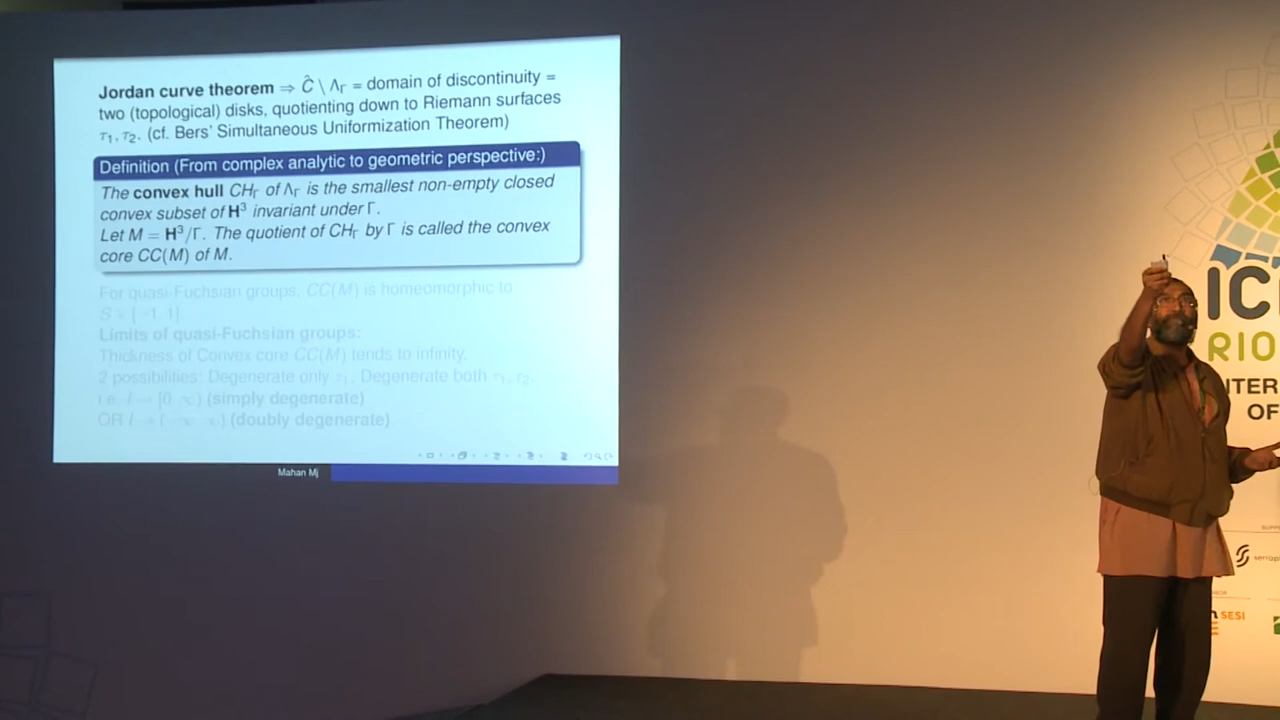 Jordan curve theorem ⇒ Ĉ \ Λ_Γ = domain of discontinuity =
two (topological) disks, quotienting down to Riemann surfaces
τ₁, τ₂. (cf. Bers' Simultaneous Uniformization Theorem)
Definition (From complex analytic to geometric perspective:)
The convex hull CH_Γ of Λ_Γ is the smallest non-empty closed
convex subset of H³ invariant under Γ.
Let M = H³/Γ. The quotient of CH_Γ by Γ is called the convex
core CC(M) of M.
For quasi-Fuchsian groups, CC(M) is homeomorphic to
S × [−1, 1]
Limits of quasi-Fuchsian groups:
Thickness of Convex core CC(M) tends to infinity.
2 possibilities: Degenerate only τ₁. Degenerate both τ₁, τ₂.
i.e. I → [0, ∞) (simply degenerate)
OR I → (−∞, ∞) (doubly degenerate)
Mahan Mj
IC
RIO
OF
SESI